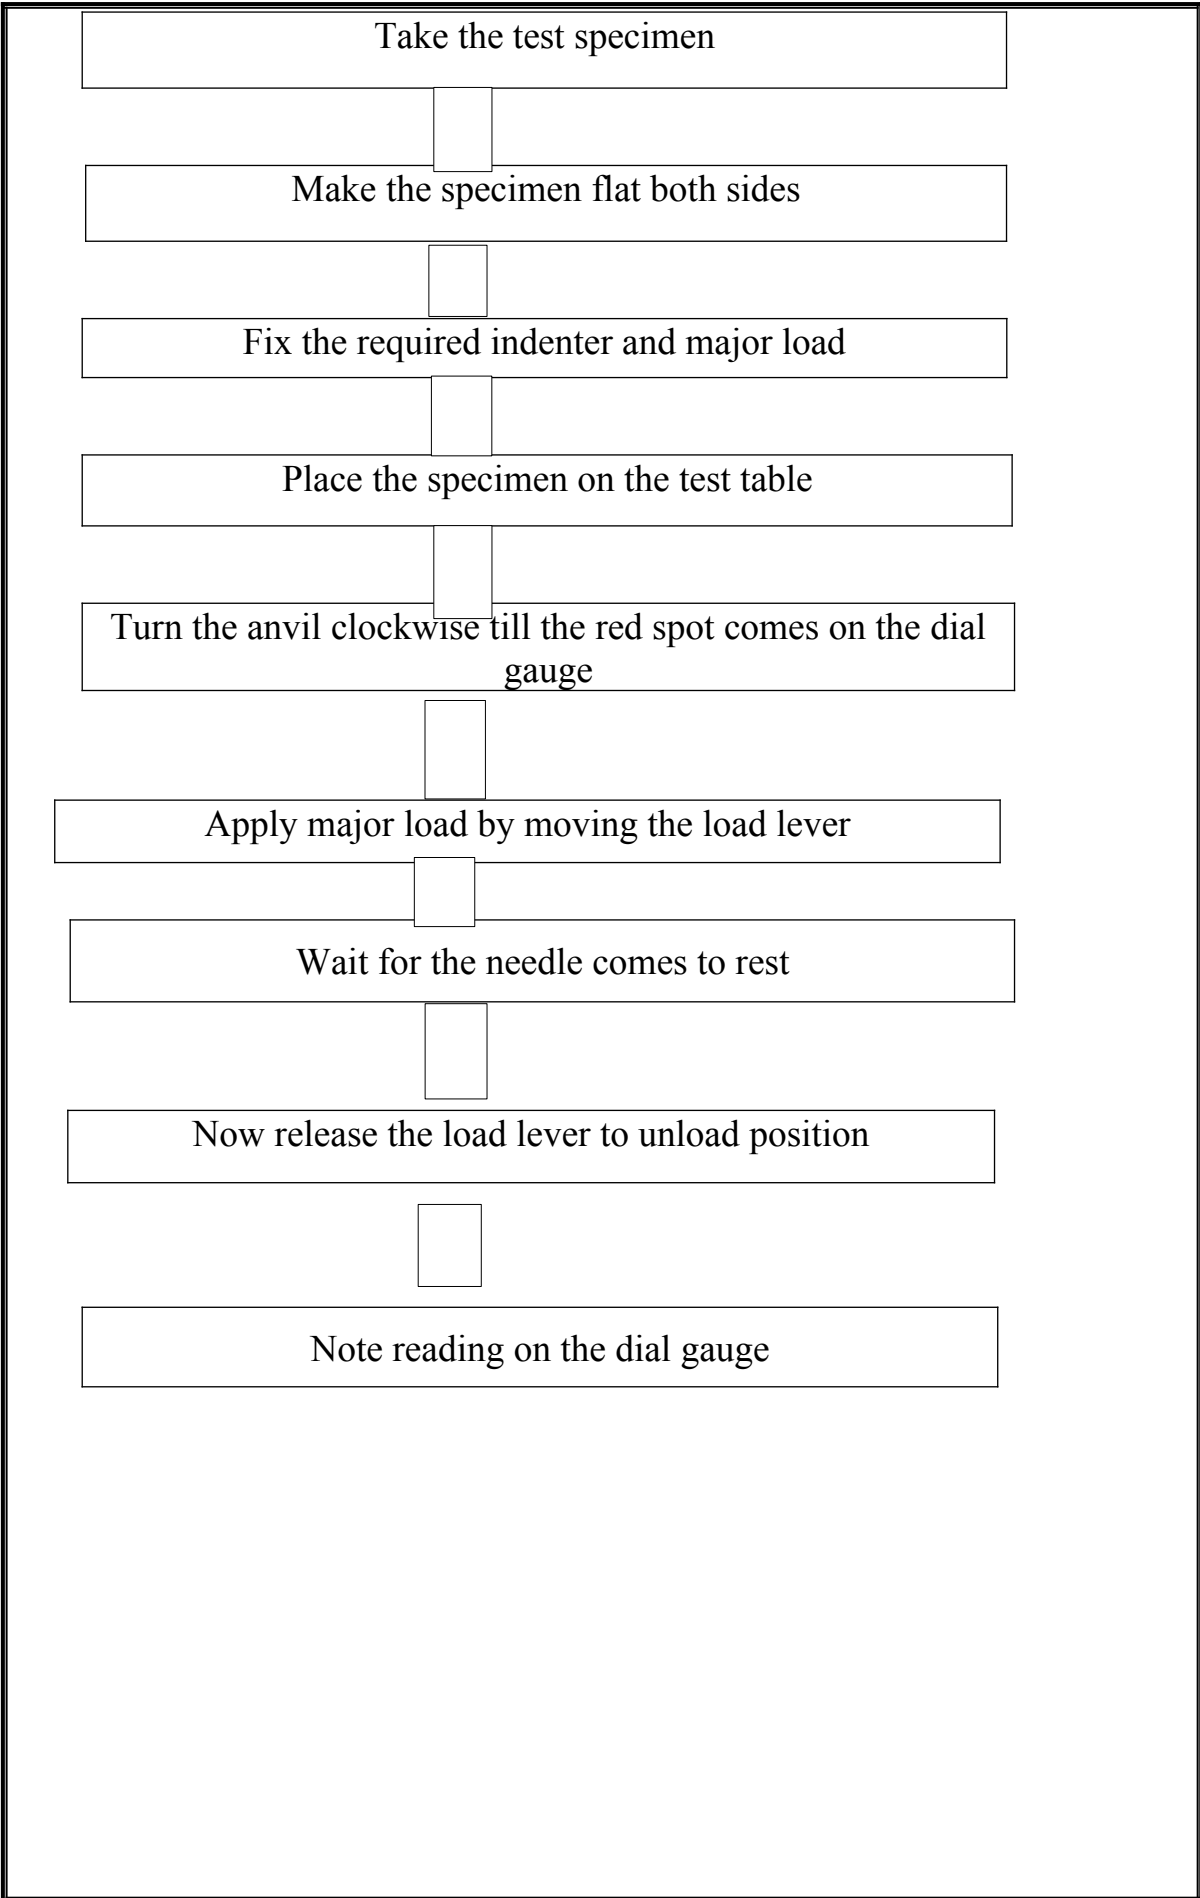 Take the test specimen
Make the specimen flat both sides
Fix the required indenter and major load
Place the specimen on the test table
Turn the anvil clockwise till the red spot comes on the dial
gauge
Apply major load by moving the load lever
Wait for the needle comes to rest
Now release the load lever to unload position
Note reading on the dial gauge